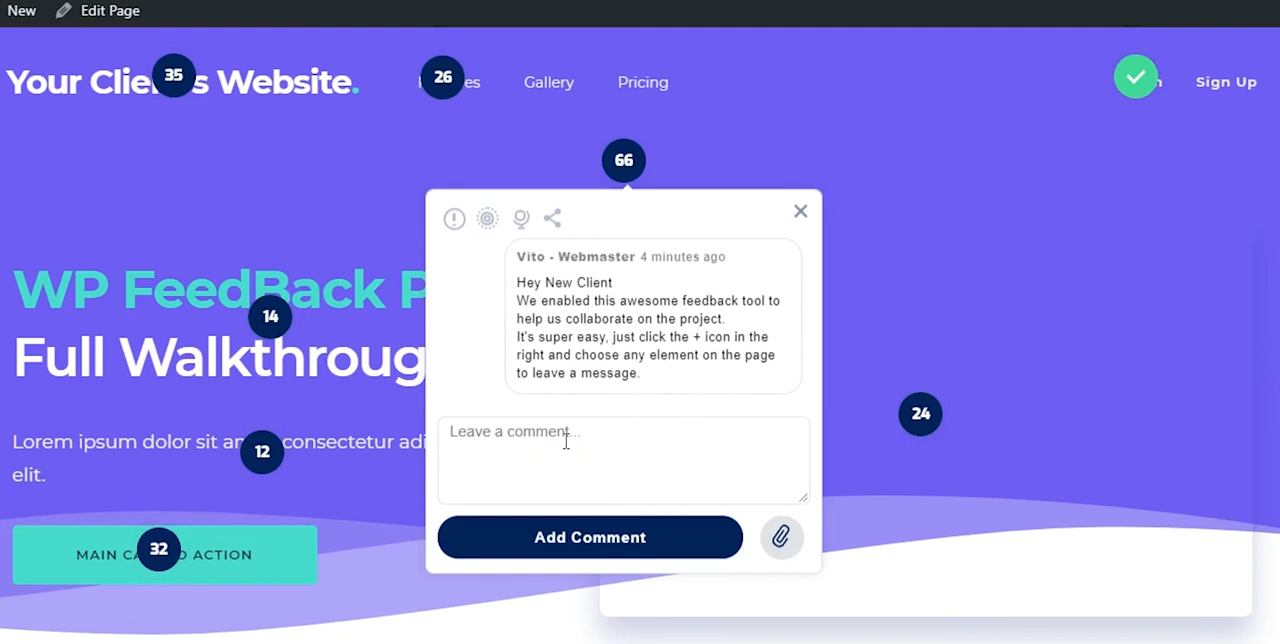 New Edit Page
Your Clie s Website.
35
26
es
Gallery
Pricing
Sign Up
66
Vito - Webmaster 4 minutes ago
Hey New Client
We enabled this awesome feedback tool to
help us collaborate on the project.
It's super easy, just click the + icon in the
right and choose any element on the page
to leave a message.
WP FeedBack P
14
Full Walkthroug
24
Leave a comment...
Lorem ipsum dolor sit am consectetur adi
12
elit.
Add Comment
MAIN CA O ACTION
32